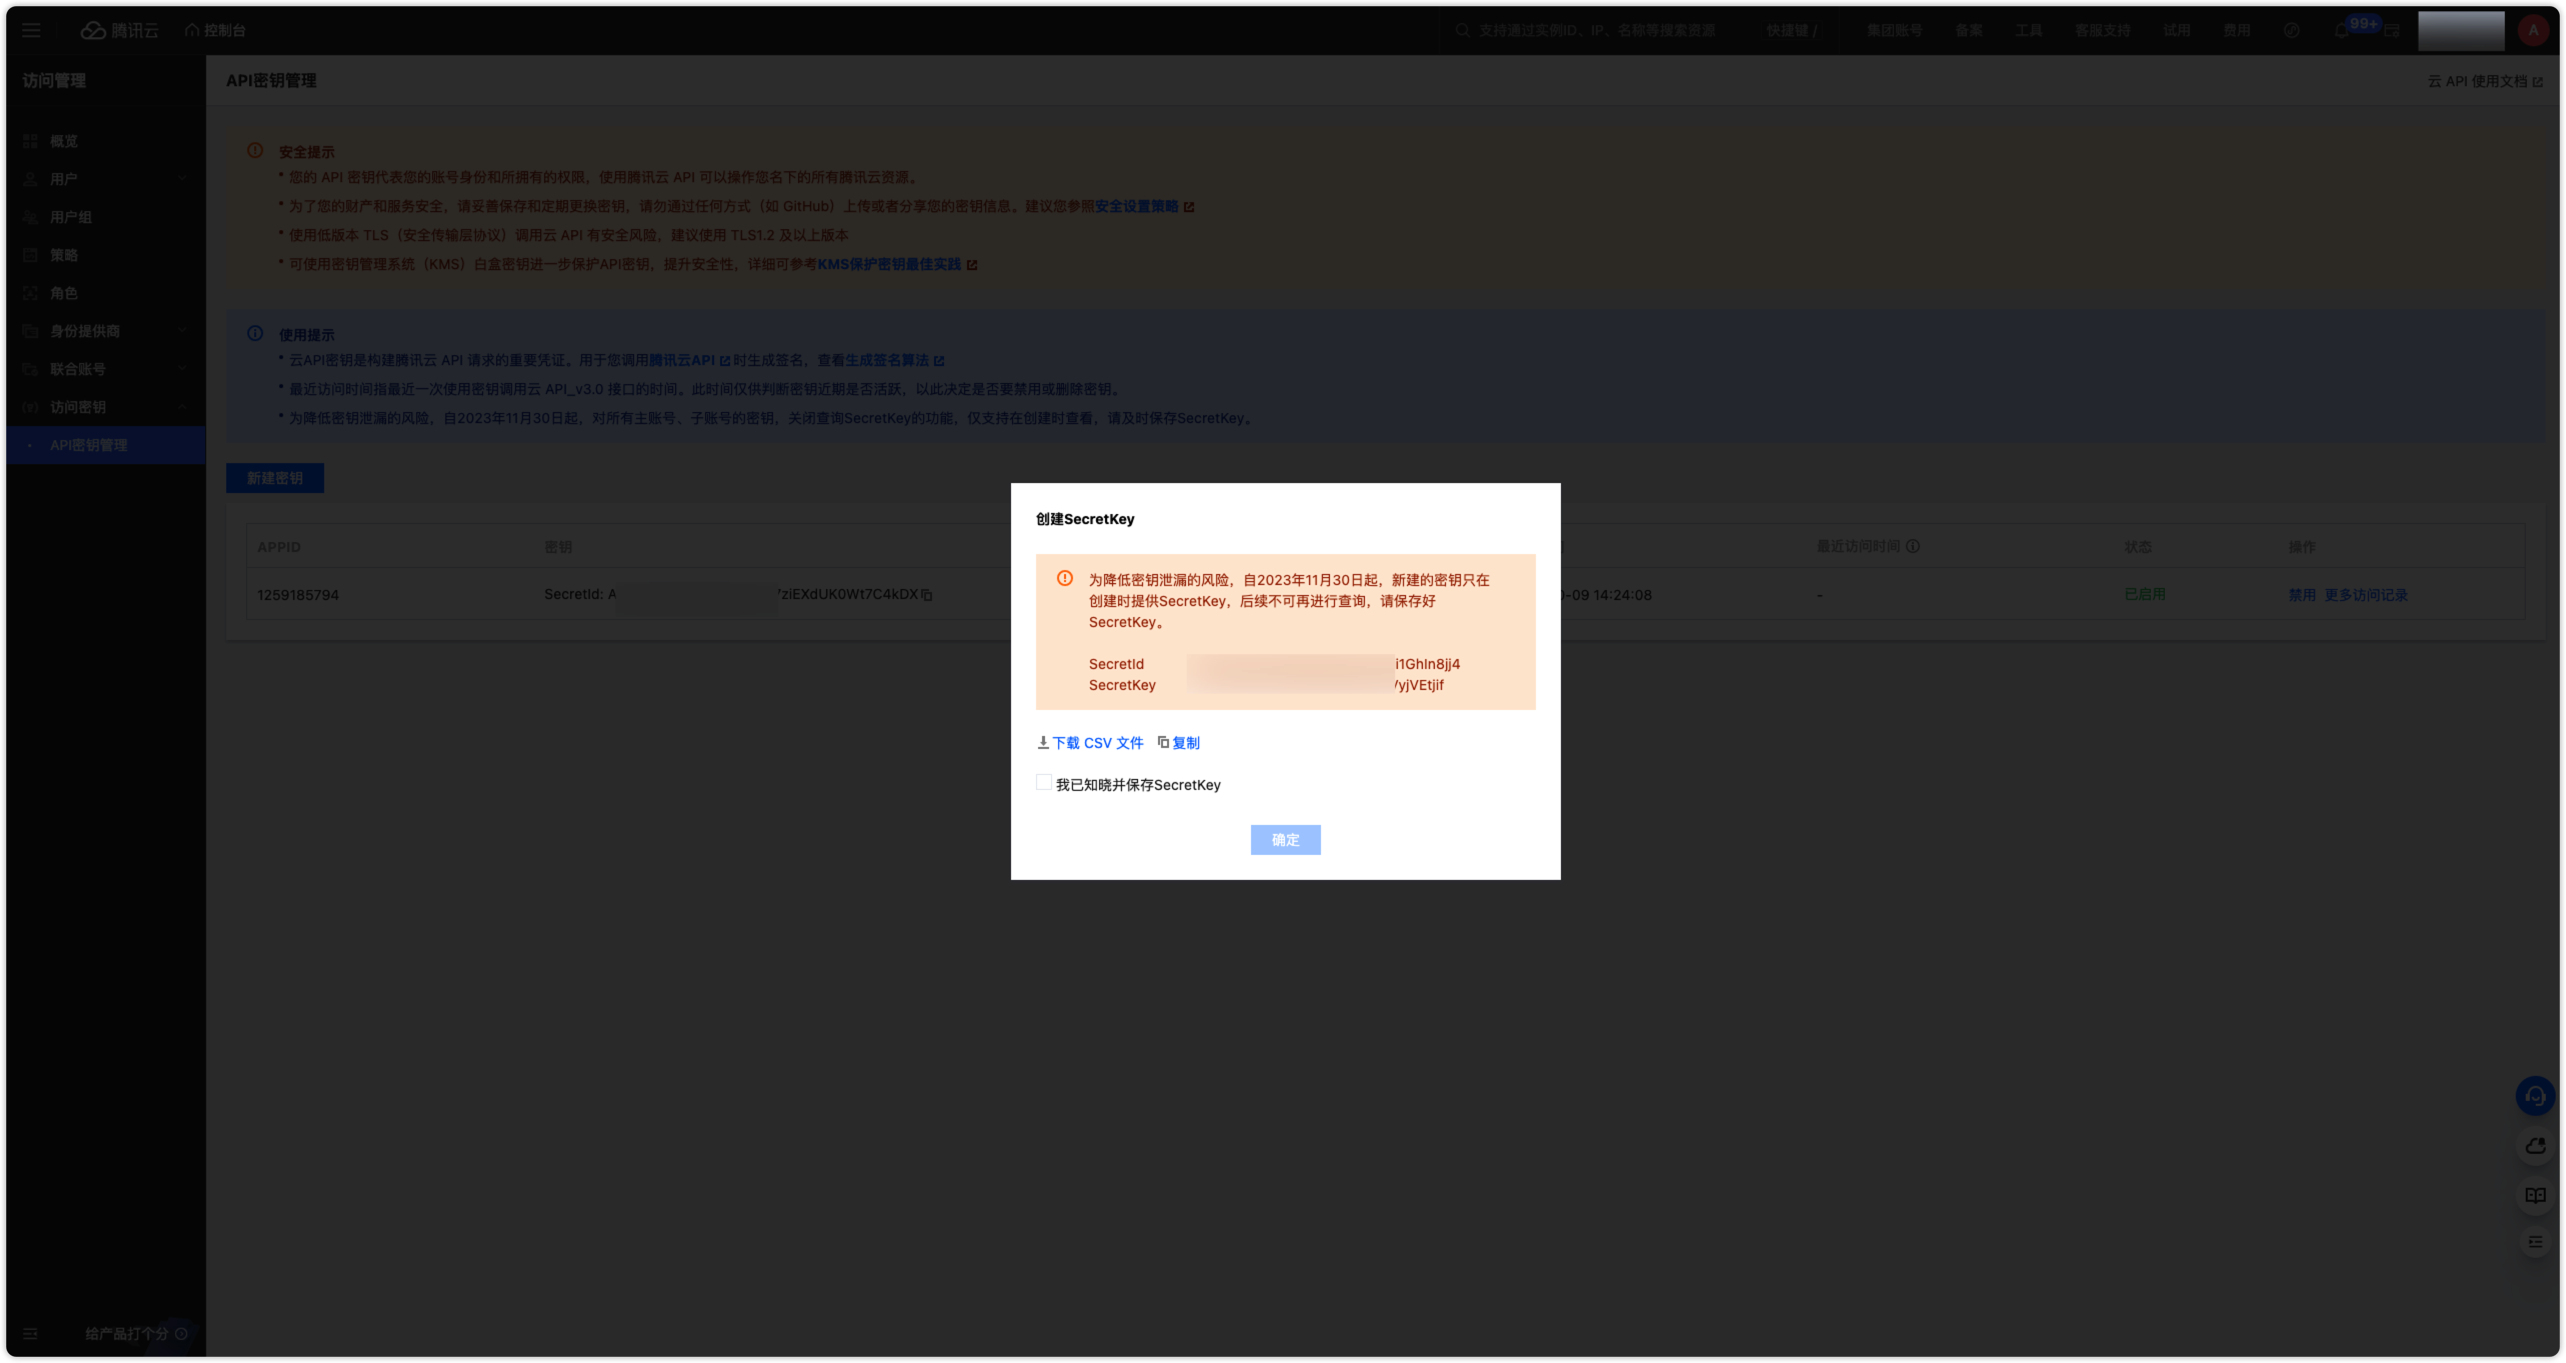 腾讯云
控制台
支持通过实例ID、IP、名称等搜索资源
快捷键 /
集团账号
备案
工具
客服支持
试用
费用
99+
A
访问管理
概览
用户
用户组
策略
角色
身份提供商
联合账号
访问密钥
API密钥管理
给产品打个分
API密钥管理
云 API 使用文档
安全提示
您的 API 密钥代表您的账号身份和所拥有的权限，使用腾讯云 API 可以操作您名下的所有腾讯云资源。
为了您的财产和服务安全，请妥善保存和定期更换密钥，请勿通过任何方式（如 GitHub）上传或者分享您的密钥信息。建议您参照安全设置策略
使用低版本 TLS（安全传输层协议）调用云 API 有安全风险，建议使用 TLS1.2 及以上版本
可使用密钥管理系统（KMS）白盒密钥进一步保护API密钥，提升安全性，详细可参考KMS保护密钥最佳实践
使用提示
云API密钥是构建腾讯云 API 请求的重要凭证。用于您调用腾讯云API 时生成签名，查看生成签名算法
最近访问时间指最近一次使用密钥调用云 API_v3.0 接口的时间。此时间仅供判断密钥近期是否活跃，以此决定是否要禁用或删除密钥。
为降低密钥泄漏的风险，自2023年11月30日起，对所有主账号、子账号的密钥，关闭查询SecretKey的功能，仅支持在创建时查看，请及时保存SecretKey。
新建密钥
APPID 密钥 最近访问时间 状态 操作
1259185794 SecretId: A ziEXdUK0Wt7C4kDX -09 14:24:08 - 已启用 禁用 更多访问记录
创建SecretKey
为降低密钥泄漏的风险，自2023年11月30日起，新建的密钥只在
创建时提供SecretKey，后续不可再进行查询，请保存好
SecretKey。
SecretId i1GhIn8jj4
SecretKey yjVEtjif
下载 CSV 文件 复制
我已知晓并保存SecretKey
确定